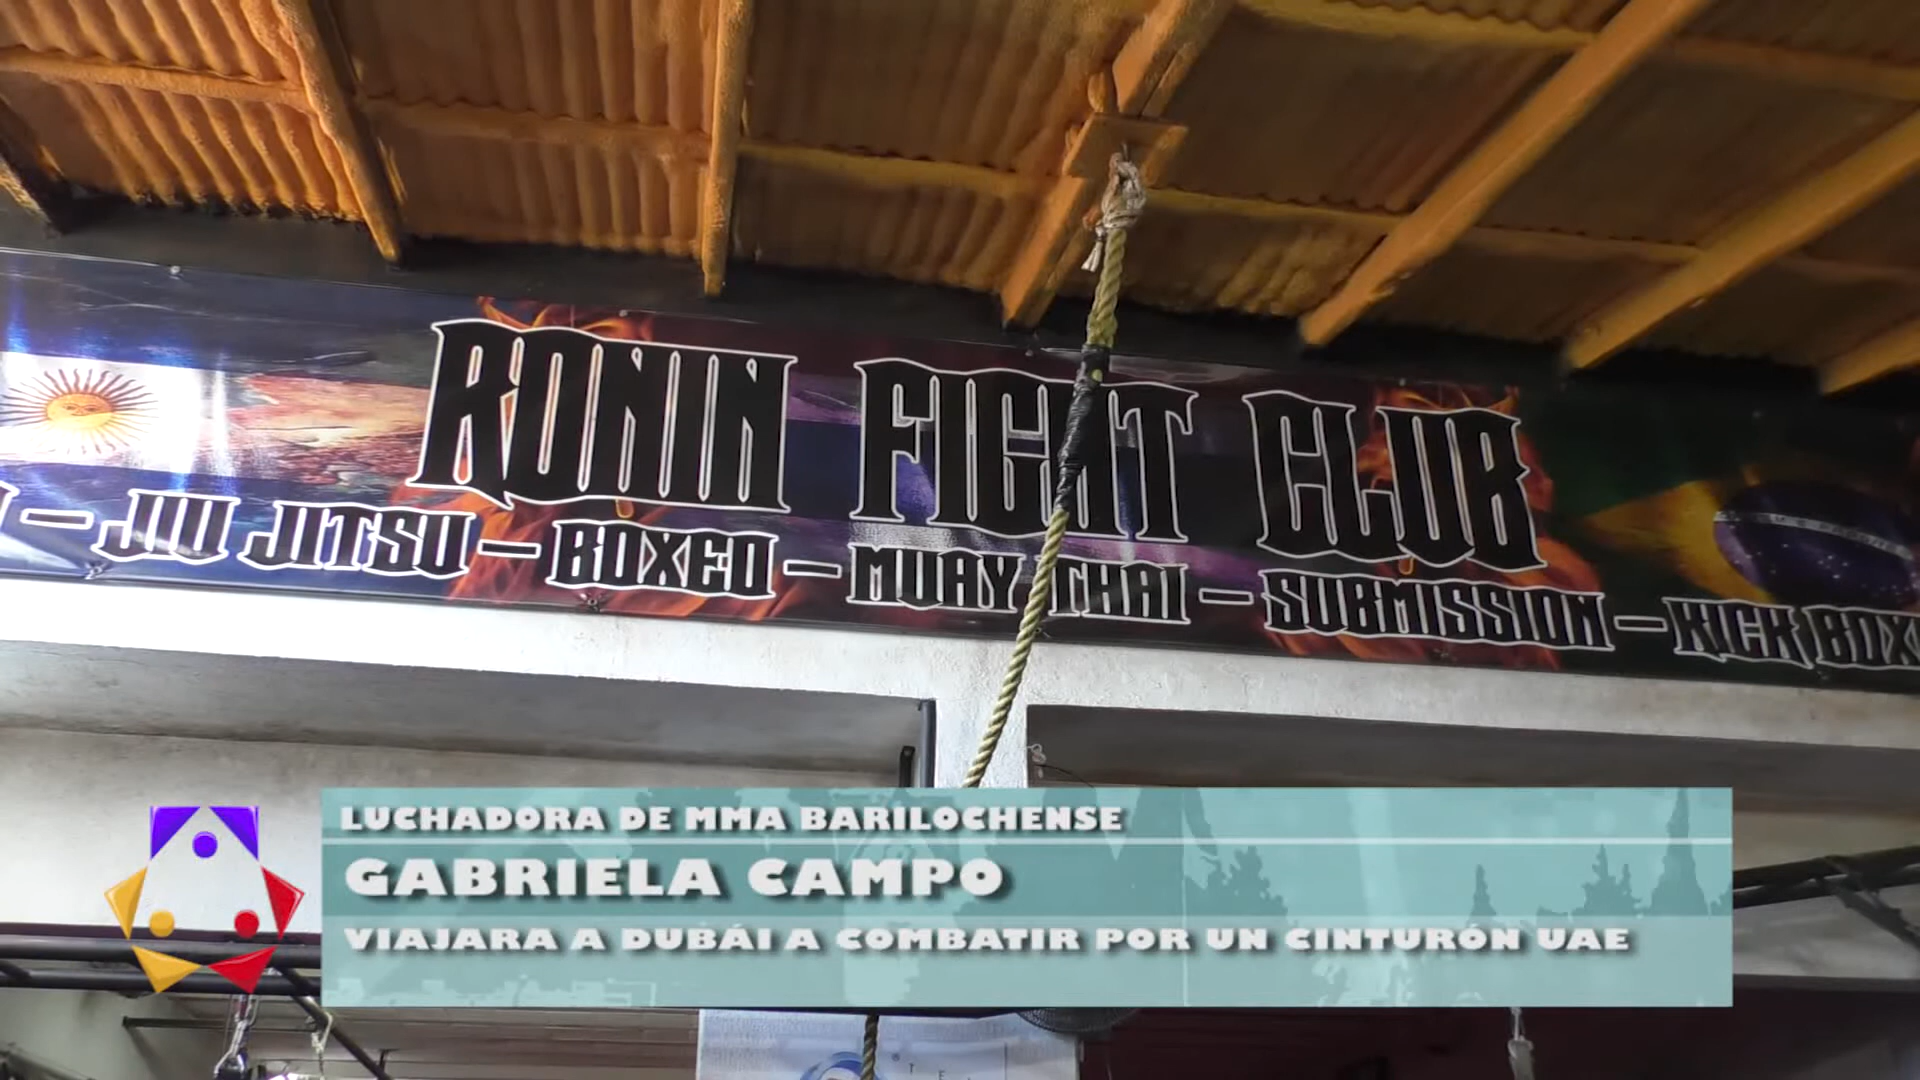 RONIN FIGHT CLUB
– JIU JITSU – BOXEO – MUAY THAI – SUBMISSION – KICK BOX
LUCHADORA DE MMA BARILOCHENSE
GABRIELA CAMPO
VIAJARA A DUBÁI A COMBATIR POR UN CINTURÓN UAE